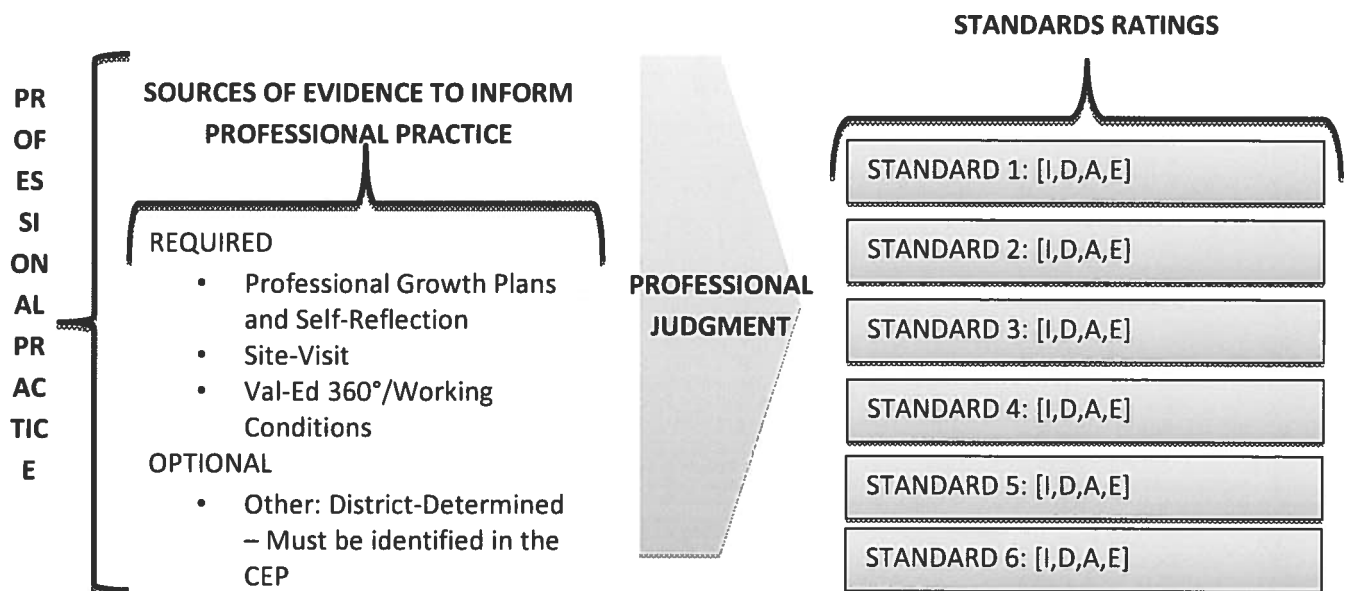 STANDARDS RATINGS
PR
OF
ES
SI
ON
AL
PR
AC
TIC
E
SOURCES OF EVIDENCE TO INFORM
PROFESSIONAL PRACTICE
REQUIRED
• Professional Growth Plans
and Self-Reflection
• Site-Visit
• Val-Ed 360°/Working
Conditions
OPTIONAL
• Other: District-Determined
– Must be identified in the
CEP
PROFESSIONAL
JUDGMENT
STANDARD 1: [I,D,A,E]
STANDARD 2: [I,D,A,E]
STANDARD 3: [I,D,A,E]
STANDARD 4: [I,D,A,E]
STANDARD 5: [I,D,A,E]
STANDARD 6: [I,D,A,E]